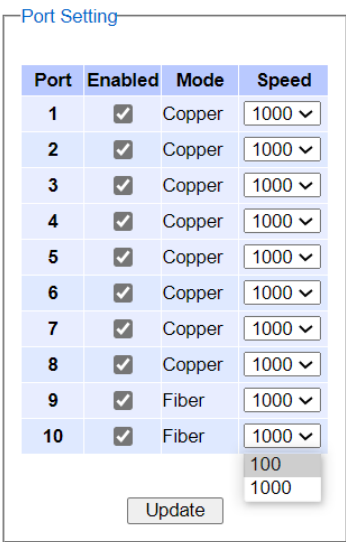 Port Setting
Port Enabled Mode Speed
1 Copper 1000
2 Copper 1000
3 Copper 1000
4 Copper 1000
5 Copper 1000
6 Copper 1000
7 Copper 1000
8 Copper 1000
9 Fiber 1000
10 Fiber 1000
100
1000
Update